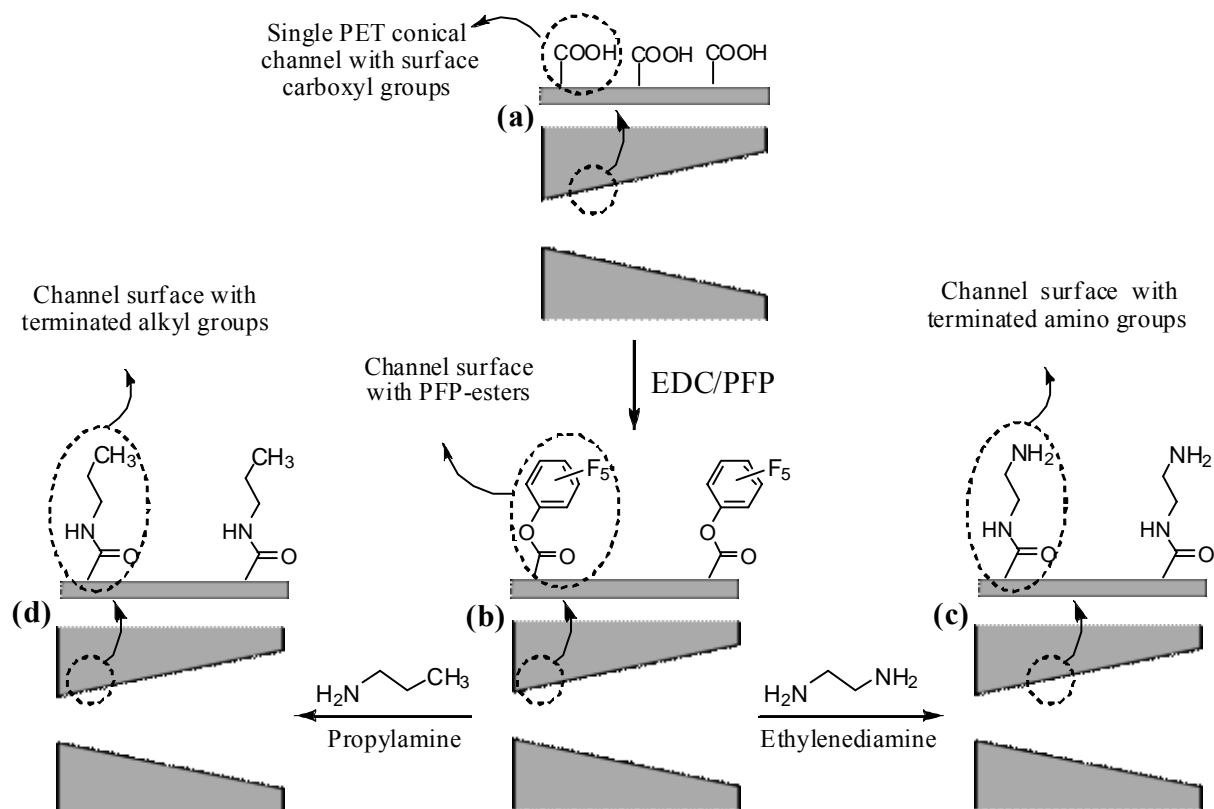 Single PET conical
channel with surface
carboxyl groups
COOH COOH COOH
(a)
Channel surface with
terminated alkyl groups
Channel surface
with PFP-esters
EDC/PFP
Channel surface with
terminated amino groups
CH3 CH3
HN O HN O
F5 F5
O O O O
NH2 NH2
HN O HN O
(d)
(b)
(c)
H2N CH3
Propylamine
H2N NH2
Ethylenediamine